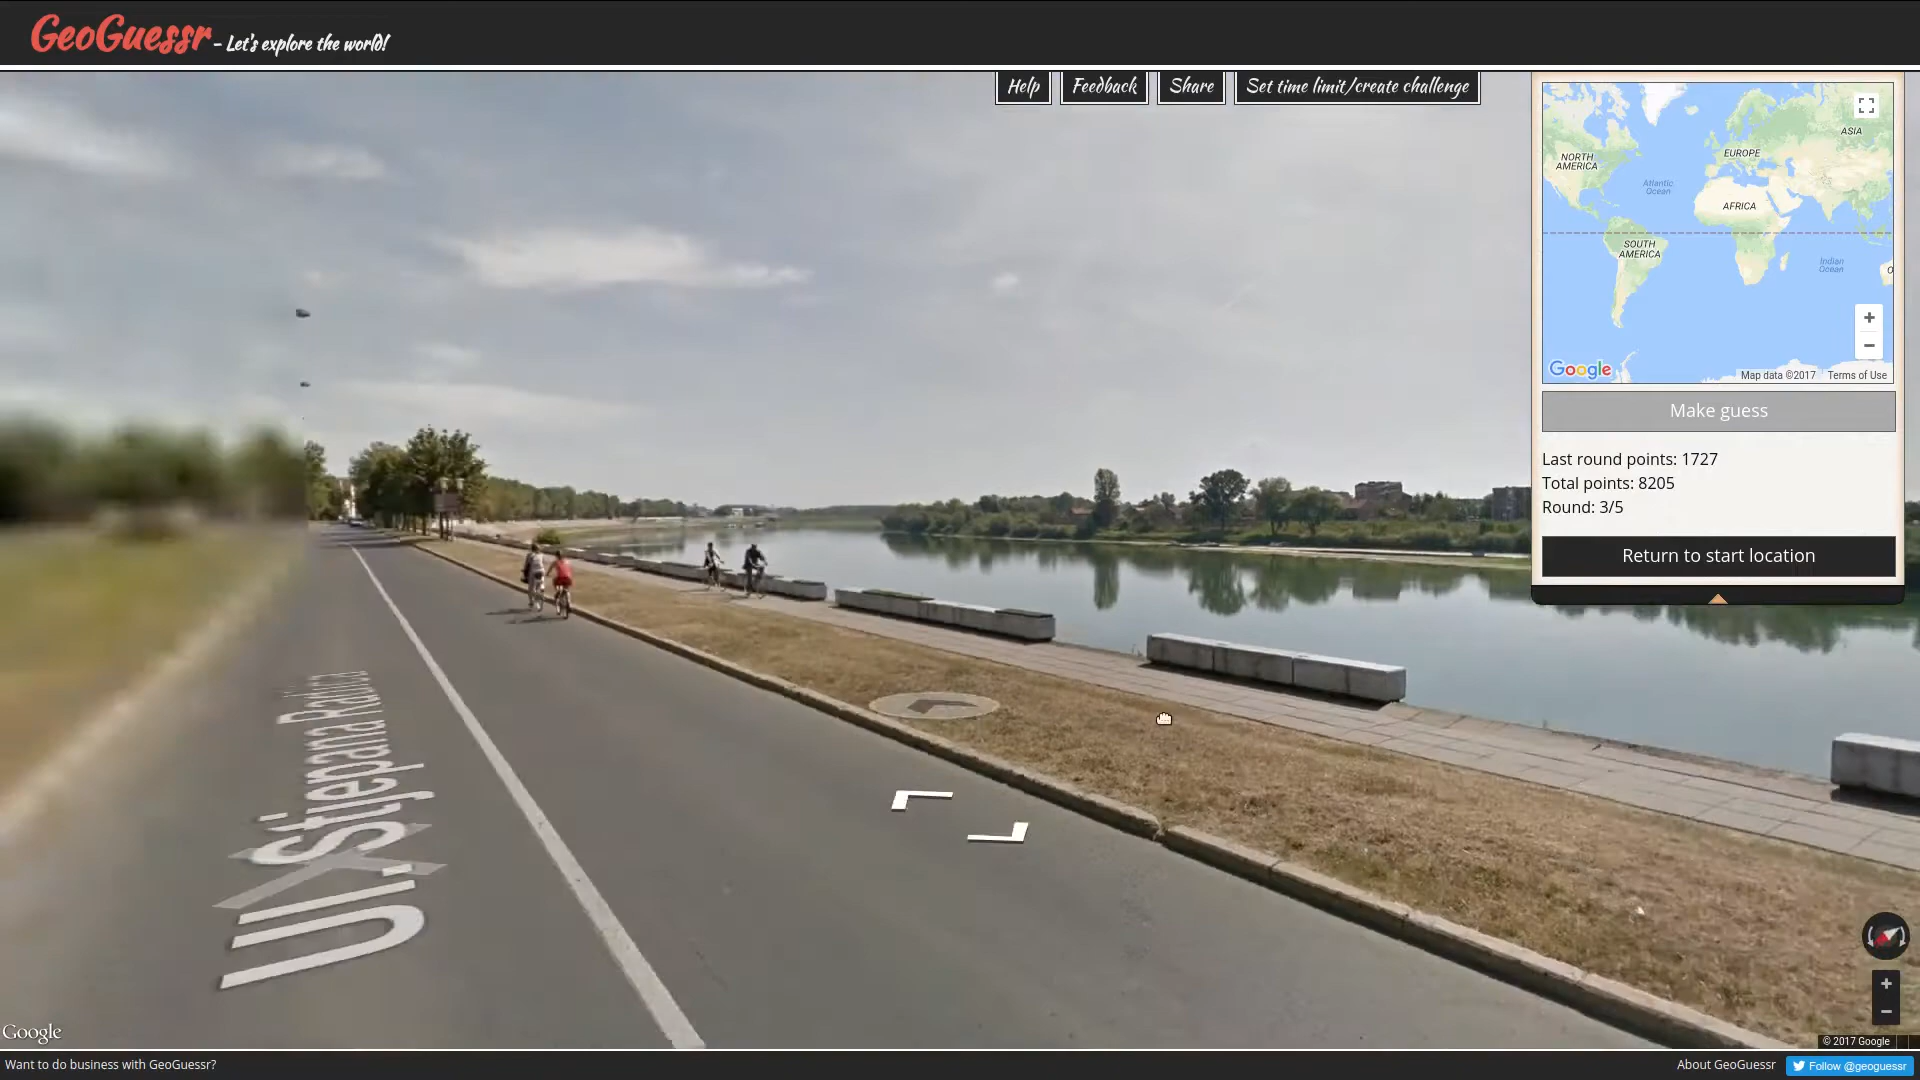 GeoGuessr - Let's explore the world!
Help Feedback Share Set time limit/create challenge
ASIA
NORTH
AMERICA
EUROPE
Atlantic
Ocean
AFRICA
SOUTH
AMERICA
Indian
Ocean
O
+
−
Google
Map data ©2017 Terms of Use
Make guess
Last round points: 1727
Total points: 8205
Round: 3/5
Return to start location
Ul. Stjepana Radića
+
−
Google
© 2017 Google
Want to do business with GeoGuessr?
About GeoGuessr
Follow @geoguessr